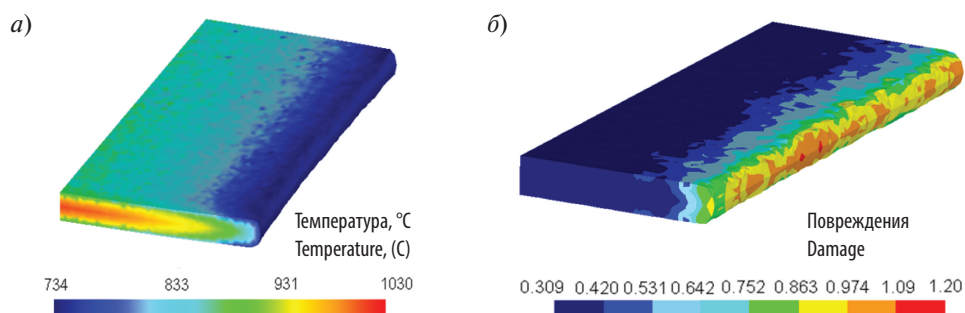 а)
б)
Температура, °C
Temperature, (C)
Повреждения
Damage
734 833 931 1030
0.309 0.420 0.531 0.642 0.752 0.863 0.974 1.09 1.20